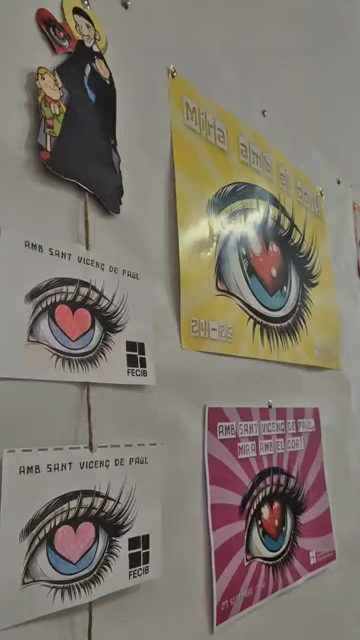 AMB SANT VICENÇ DE PAÜL
FECIB
AMB SANT VICENÇ DE PAÜL
FECIB
Mira amb el
24-25
AMB SANT VICENÇ DE PAÜL,
MIRA AMB EL COR!